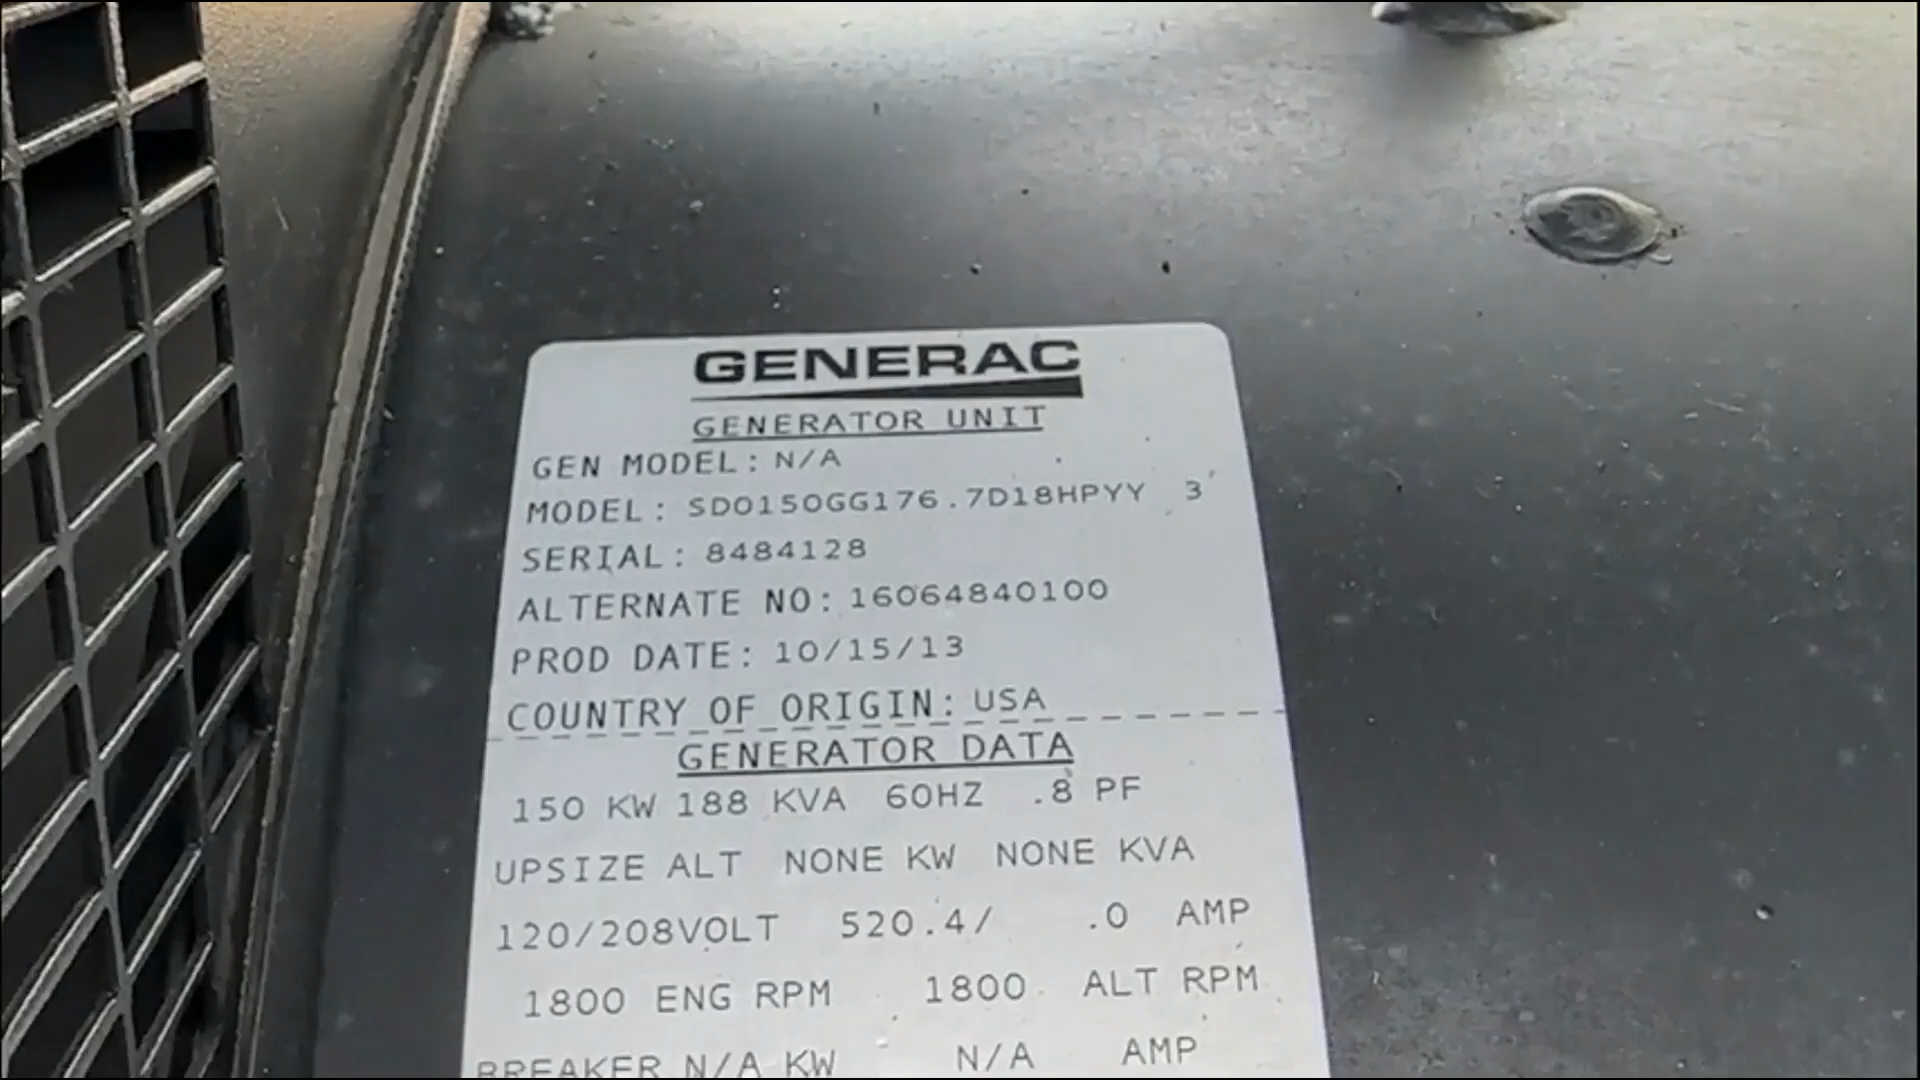 GENERAC
GENERATOR UNIT
GEN MODEL: N/A
MODEL: SD0150GG176.7D18HPYY 3
SERIAL: 8484128
ALTERNATE NO: 16064840100
PROD DATE: 10/15/13
COUNTRY OF ORIGIN: USA
GENERATOR DATA
150 KW 188 KVA 60HZ .8 PF
UPSIZE ALT NONE KW NONE KVA
120/208VOLT 520.4/ .0 AMP
1800 ENG RPM 1800 ALT RPM
BREAKER N/A KW N/A AMP